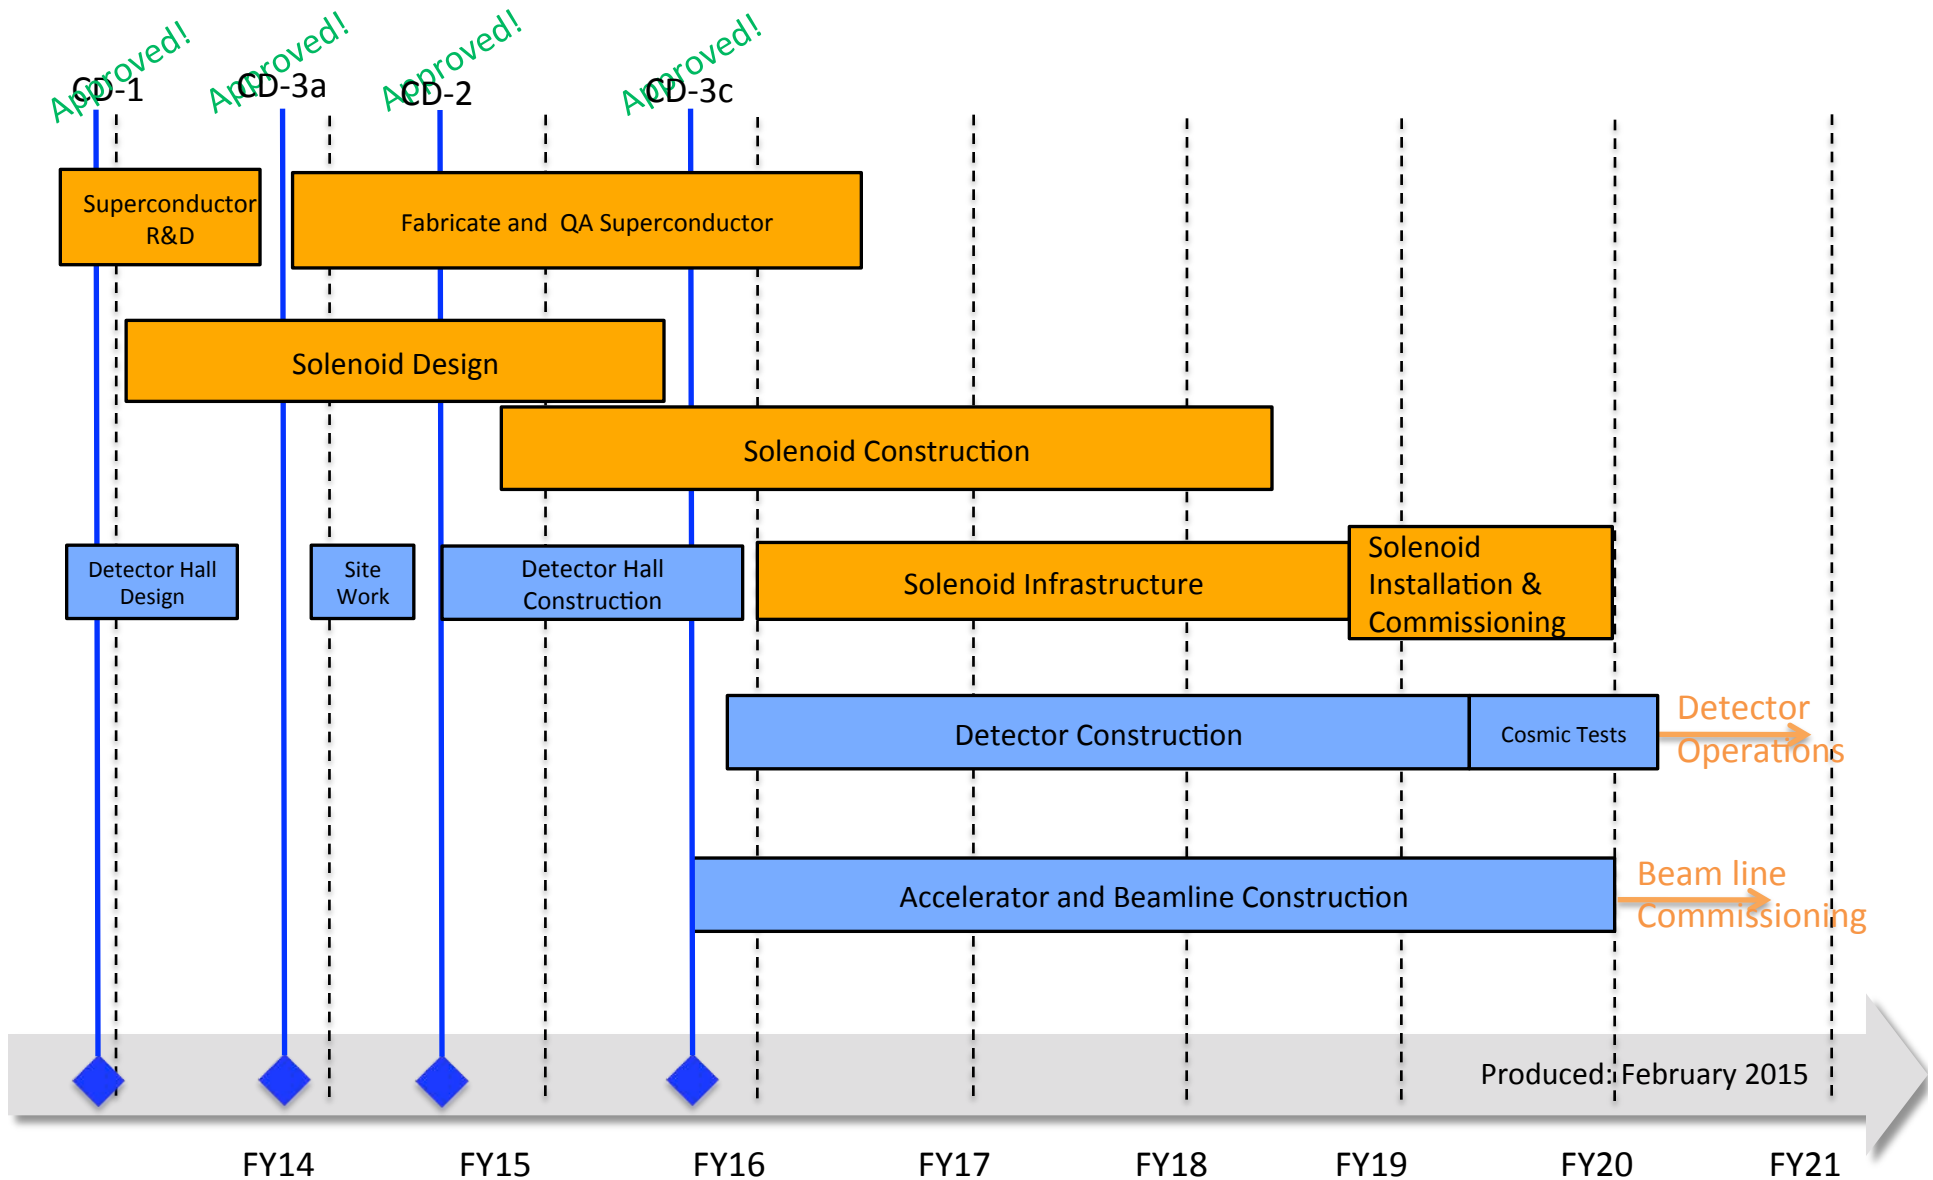 Approved!
Approved!
Approved!
Approved!
CD-1
CD-3a
CD-2
CD-3c
Superconductor
R&D
Fabricate and QA Superconductor
Solenoid Design
Solenoid Construction
Detector Hall
Design
Site
Work
Detector Hall
Construction
Solenoid Infrastructure
Solenoid
Installation &
Commissioning
Detector Construction
Cosmic Tests
Detector
Operations
Accelerator and Beamline Construction
Beam line
Commissioning
Produced: February 2015
FY14
FY15
FY16
FY17
FY18
FY19
FY20
FY21